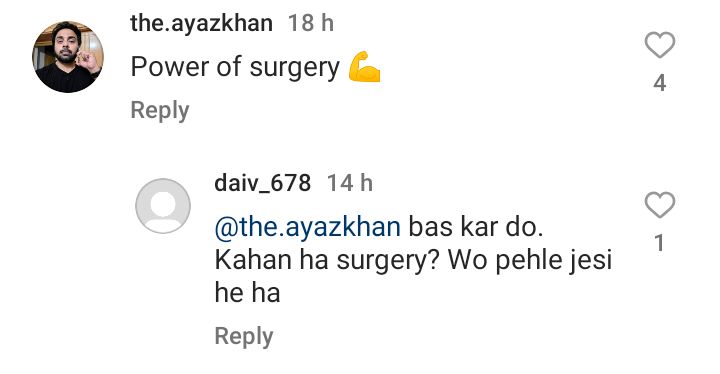 the.ayazkhan 18 h
Power of surgery 💪
4
Reply
daiv_678 14 h
@the.ayazkhan bas kar do.
Kahan ha surgery? Wo pehle jesi
he ha
1
Reply